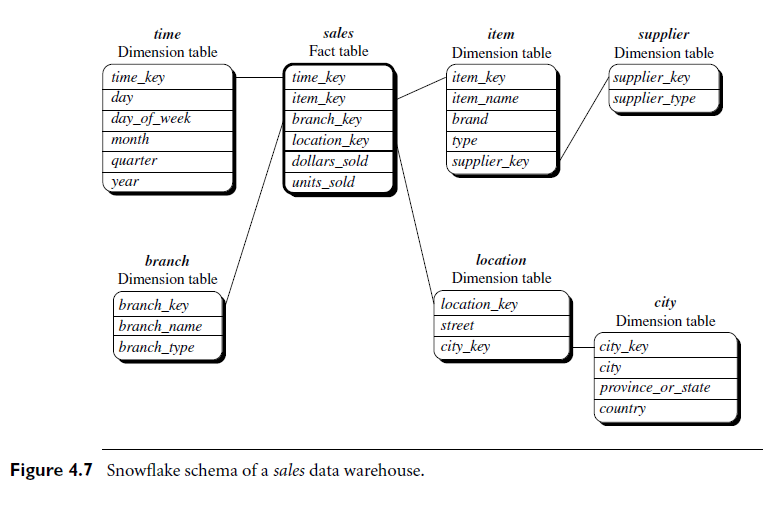 time
Dimension table
time_key
day
day_of_week
month
quarter
year
sales
Fact table
time_key
item_key
branch_key
location_key
dollars_sold
units_sold
item
Dimension table
item_key
item_name
brand
type
supplier_key
supplier
Dimension table
supplier_key
supplier_type
branch
Dimension table
branch_key
branch_name
branch_type
location
Dimension table
location_key
street
city_key
city
Dimension table
city_key
city
province_or_state
country
Figure 4.7 Snowflake schema of a sales data warehouse.